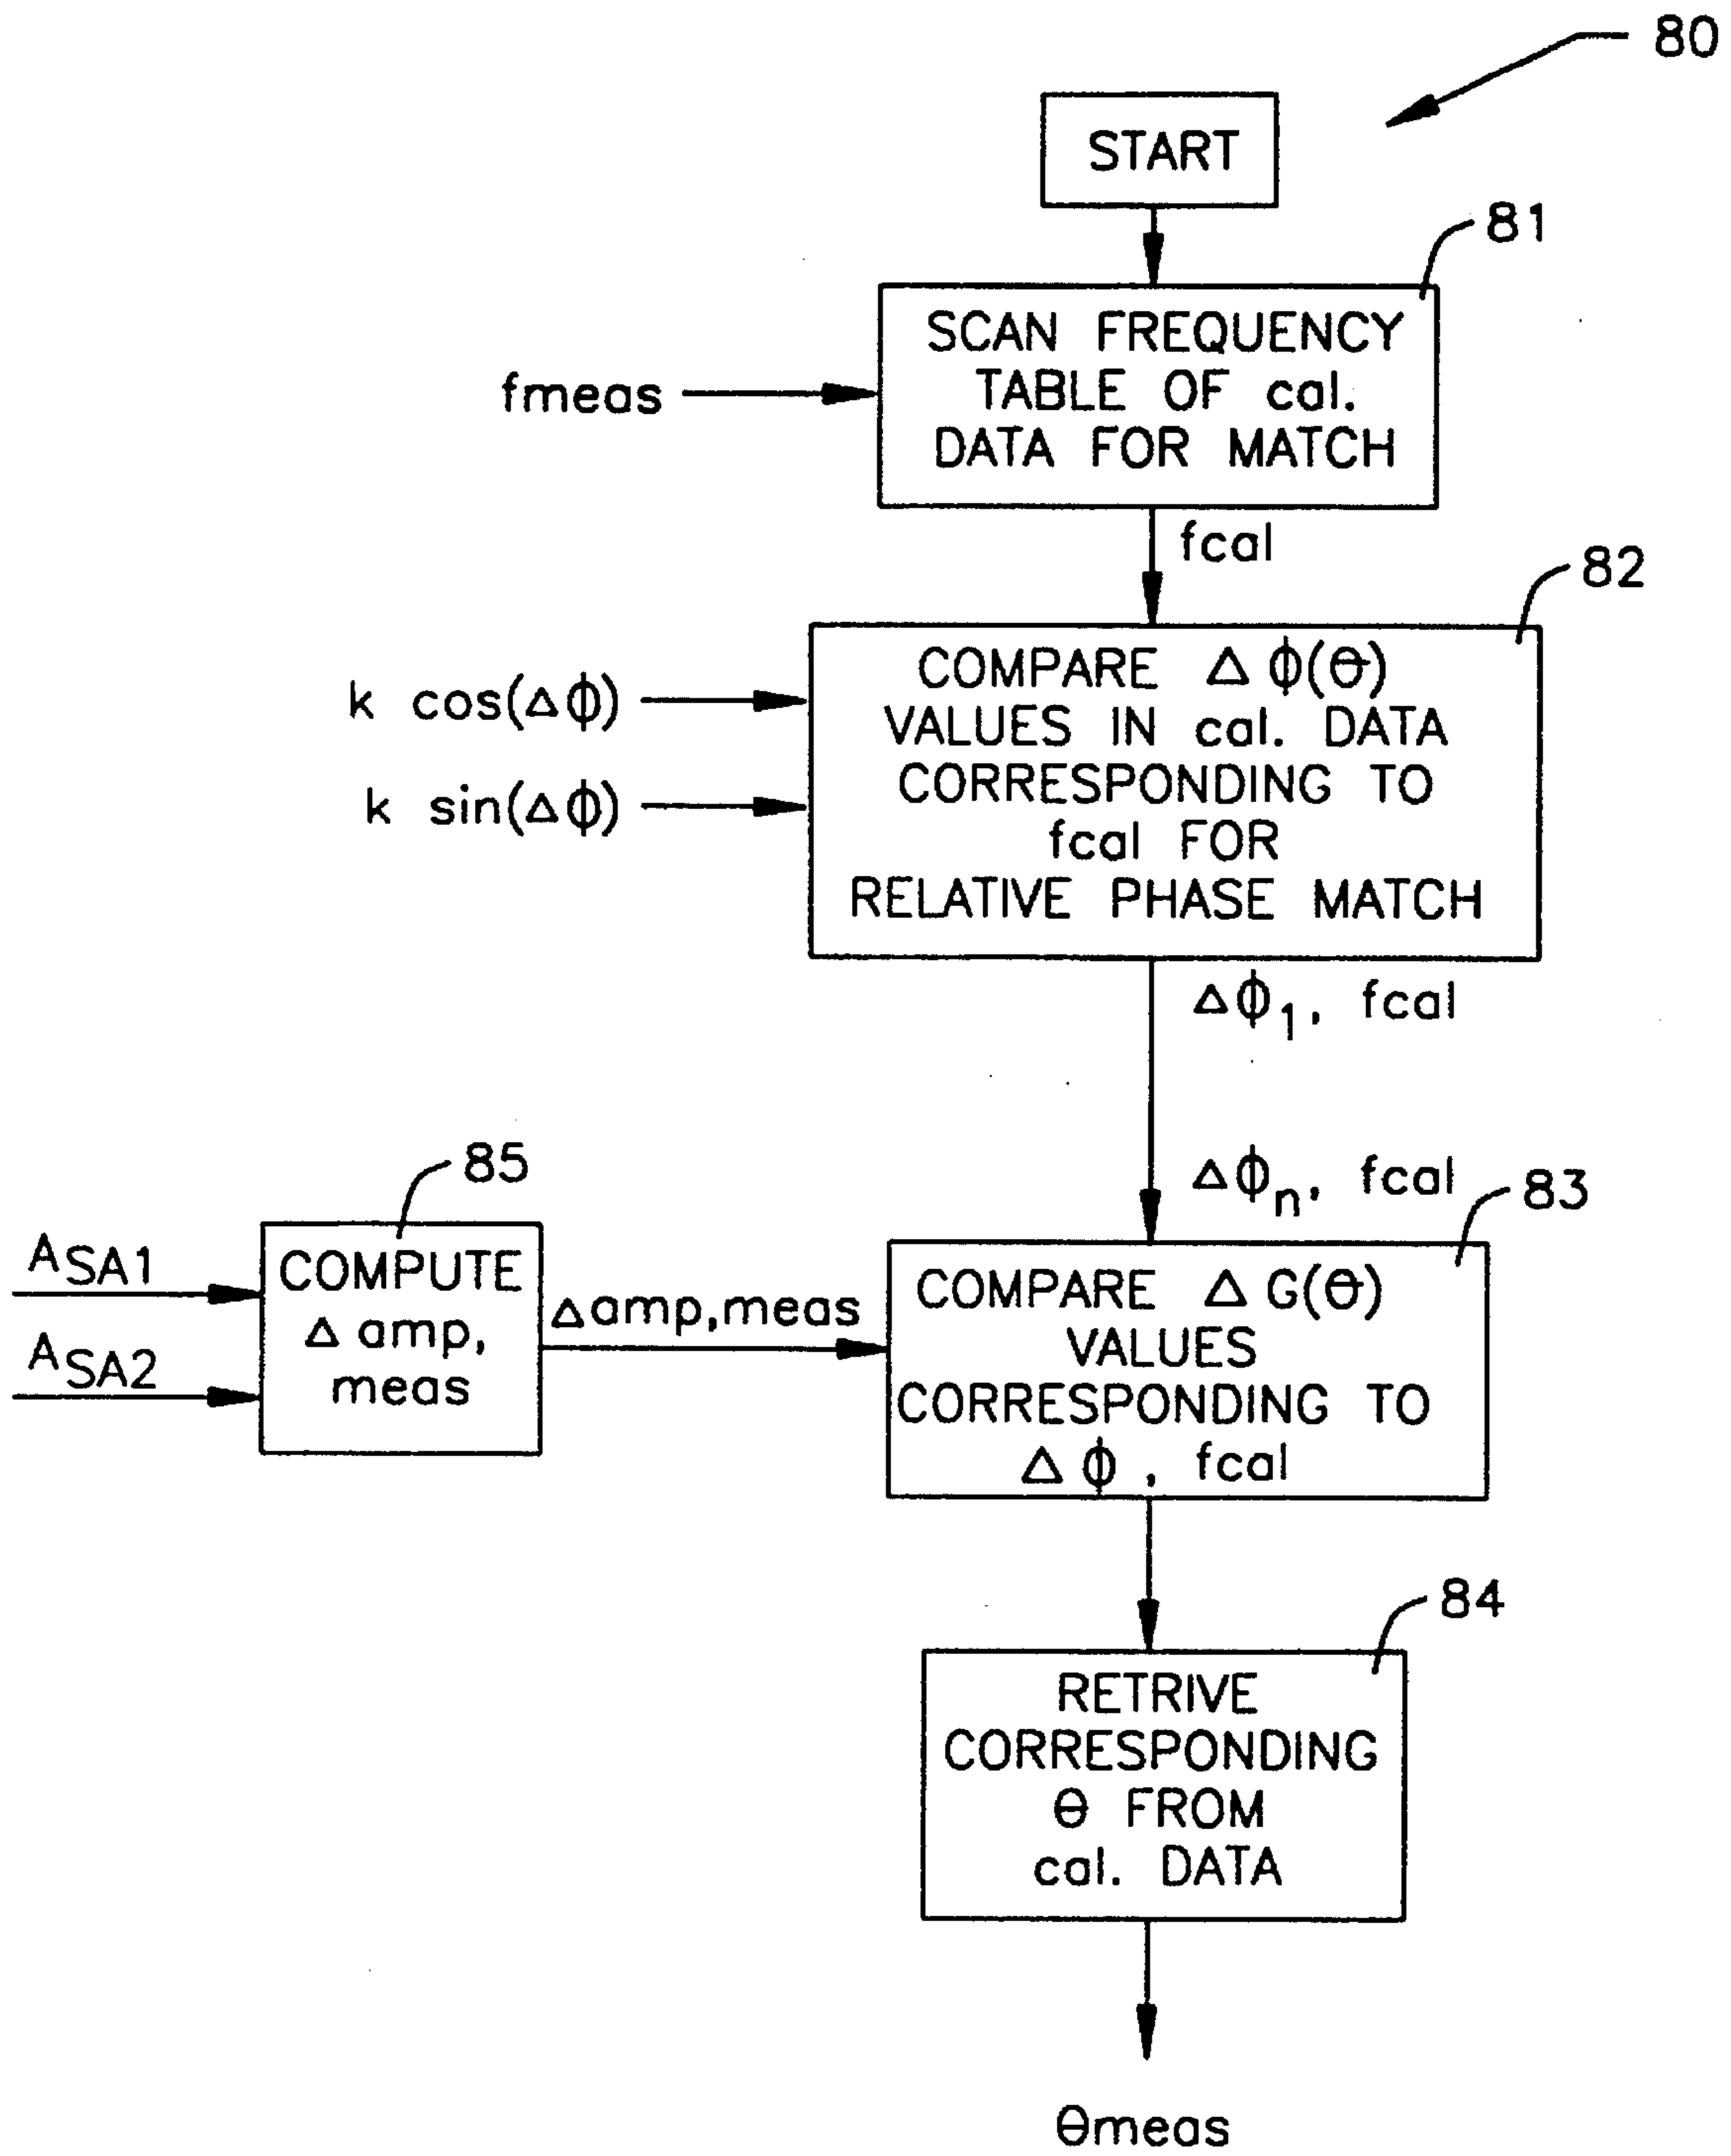 80
START
81
SCAN FREQUENCY
TABLE OF cal.
DATA FOR MATCH
fmeas
fcal
82
COMPARE Δ ϕ(θ)
VALUES IN cal. DATA
CORRESPONDING TO
fcal FOR
RELATIVE PHASE MATCH
k cos(Δϕ)
k sin(Δϕ)
Δϕ1, fcal
Δϕn, fcal
85
ASA1
ASA2
COMPUTE
Δ amp,
meas
Δamp,meas
83
COMPARE Δ G(θ)
VALUES
CORRESPONDING TO
Δ ϕ , fcal
84
RETRIVE
CORRESPONDING
θ FROM
cal. DATA
θmeas